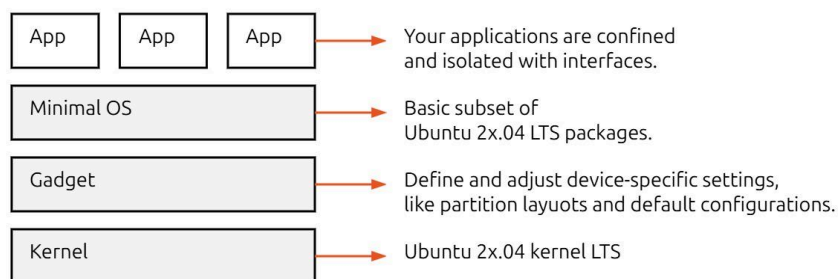 App
App
App
Your applications are confined
and isolated with interfaces.
Minimal OS
Basic subset of
Ubuntu 2x.04 LTS packages.
Gadget
Define and adjust device-specific settings,
like partition layuots and default configurations.
Kernel
Ubuntu 2x.04 kernel LTS